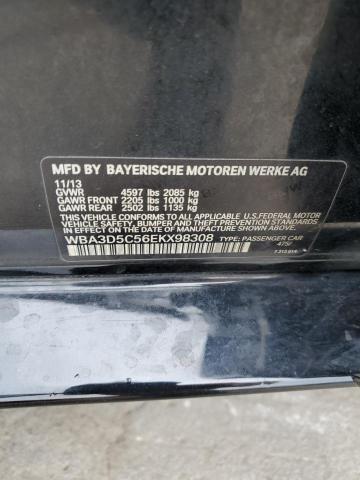 MFD BY BAYERISCHE MOTOREN WERKE AG
11/13
GVWR 4597 lbs 2085 kg
GAWR FRONT 2205 lbs 1000 kg
GAWR REAR 2502 lbs 1135 kg
THIS VEHICLE CONFORMS TO ALL APPLICABLE U.S.FEDERAL MOTOR
VEHICLE SAFETY, BUMPER, AND THEFT PREVENTION STANDARDS IN
EFFECT ON THE DATE OF MANUFACTURE SHOWN ABOVE.
WBA3D5C56EKX98308 TYPE: PASSENGER CAR
475/